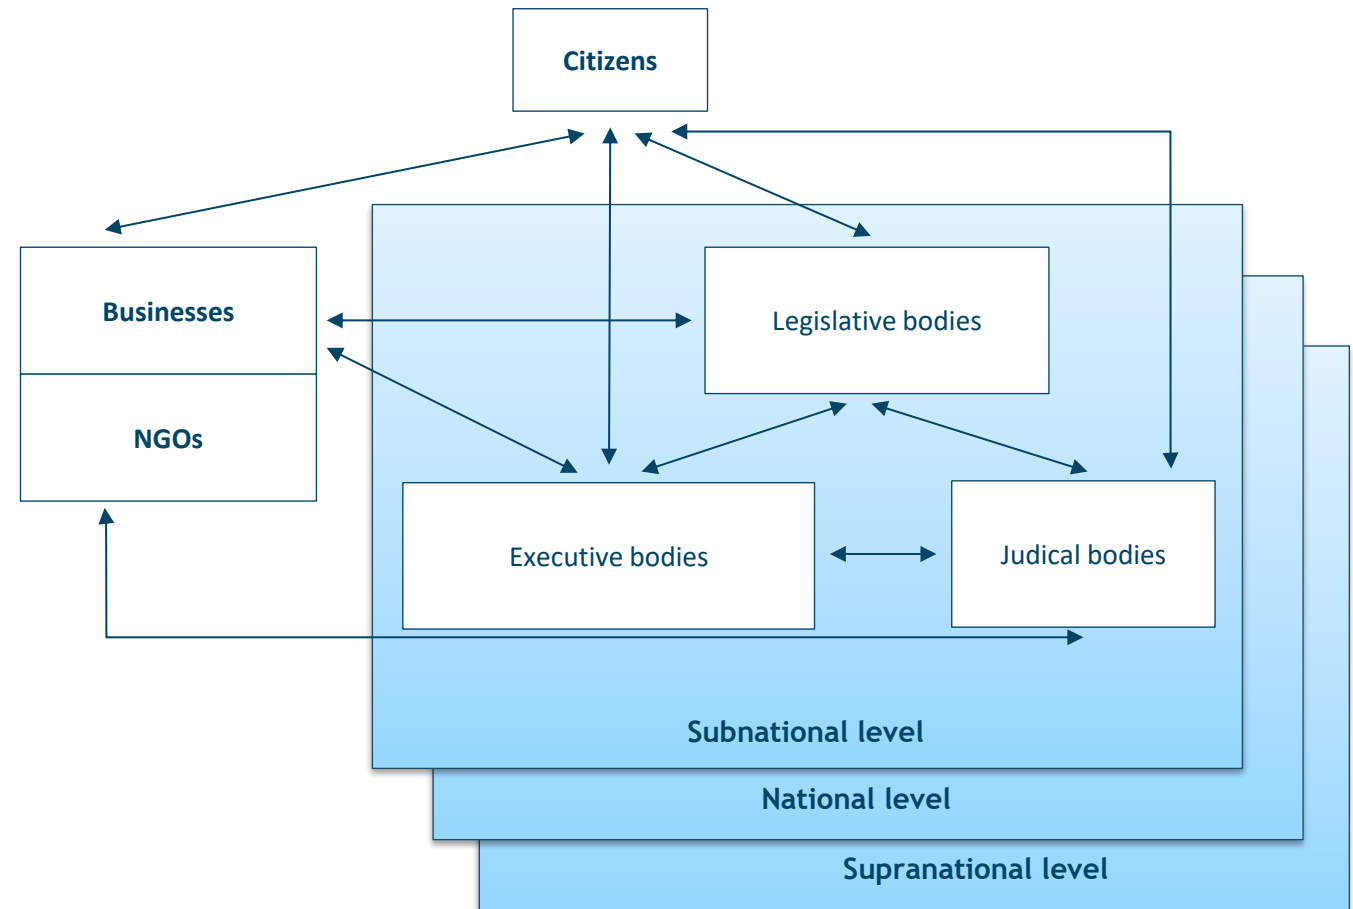 Citizens
Businesses
Legislative bodies
NGOs
Executive bodies
Judical bodies
Subnational level
National level
Supranational level